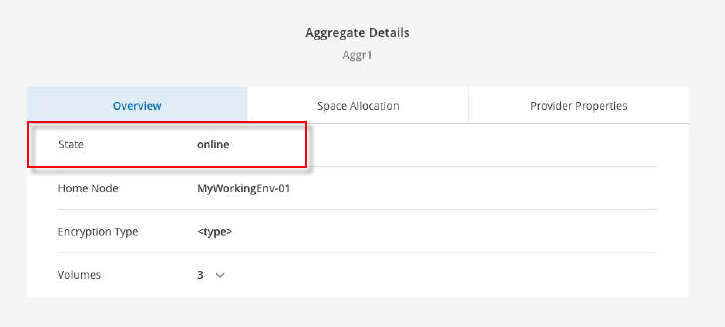 Aggregate Details
Aggr1
Overview Space Allocation Provider Properties
State online
Home Node MyWorkingEnv-01
Encryption Type <type>
Volumes 3